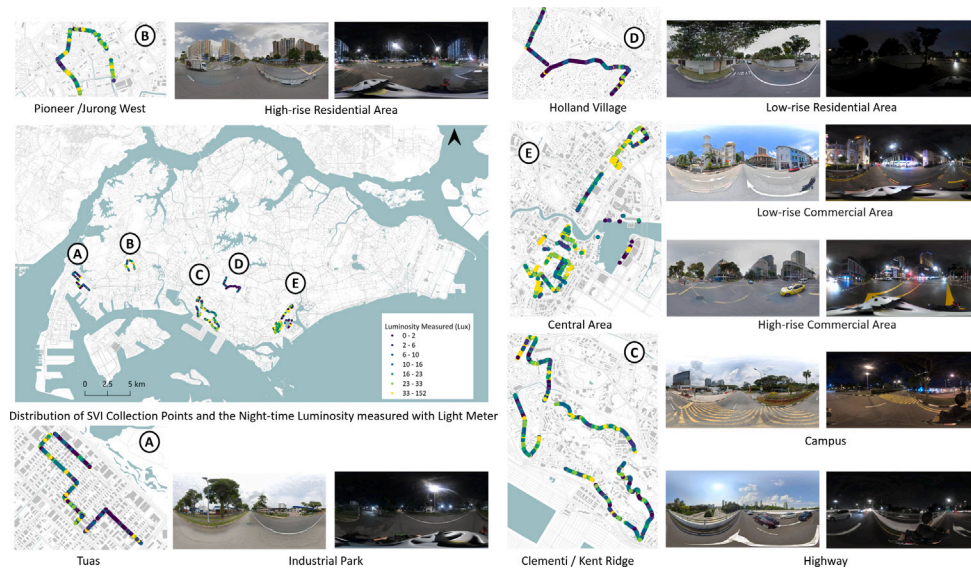 B
Pioneer /Jurong West
High-rise Residential Area
D
Holland Village
Low-rise Residential Area
A
B
C
D
E
Luminosity Measured (Lux)
0 - 2
2 - 6
6 - 10
10 - 16
16 - 23
23 - 33
33 - 152
0 2.5 5 km
Distribution of SVI Collection Points and the Night-time Luminosity measured with Light Meter
E
Central Area
Low-rise Commercial Area
High-rise Commercial Area
A
Tuas
Industrial Park
C
Clementi / Kent Ridge
Campus
Highway